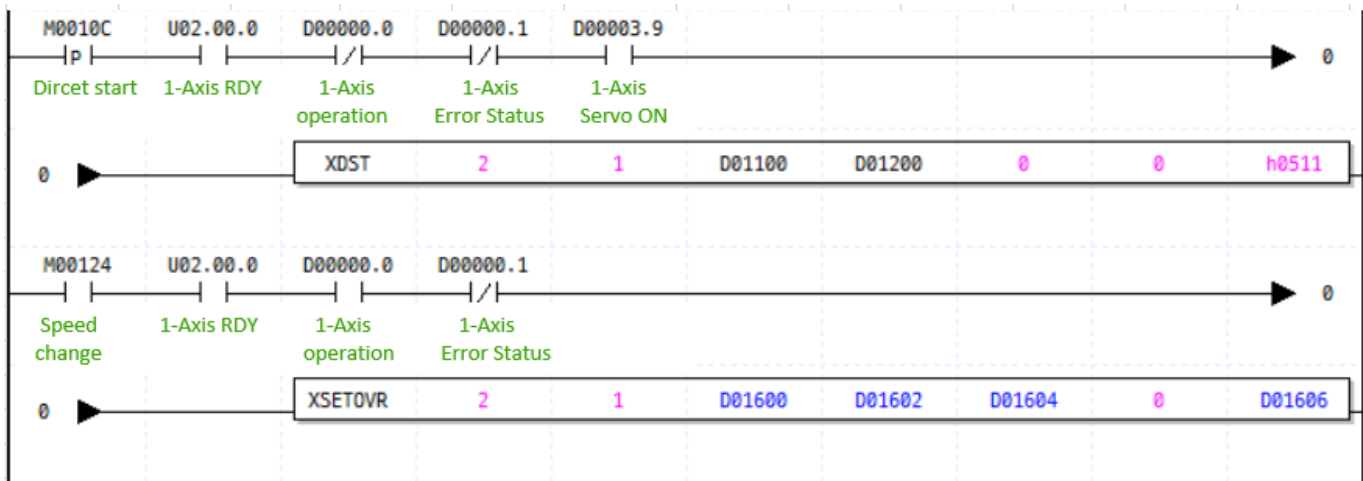 M0010C U02.00.0 D00000.0 D00000.1 D00003.9
P 0
Dircet start 1-Axis RDY 1-Axis 1-Axis 1-Axis
operation Error Status Servo ON
0 XDST 2 1 D01100 D01200 0 0 h0511
M00124 U02.00.0 D00000.0 D00000.1
0
Speed 1-Axis RDY 1-Axis 1-Axis
change operation Error Status
0 XSETOVR 2 1 D01600 D01602 D01604 0 D01606